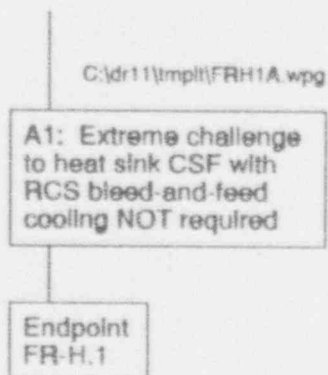 C:\dr11\tmplt\FRH1A.wpg
A1: Extreme challenge
to heat sink CSF with
RCS bleed-and-feed
cooling NOT required
Endpoint
FR-H.1